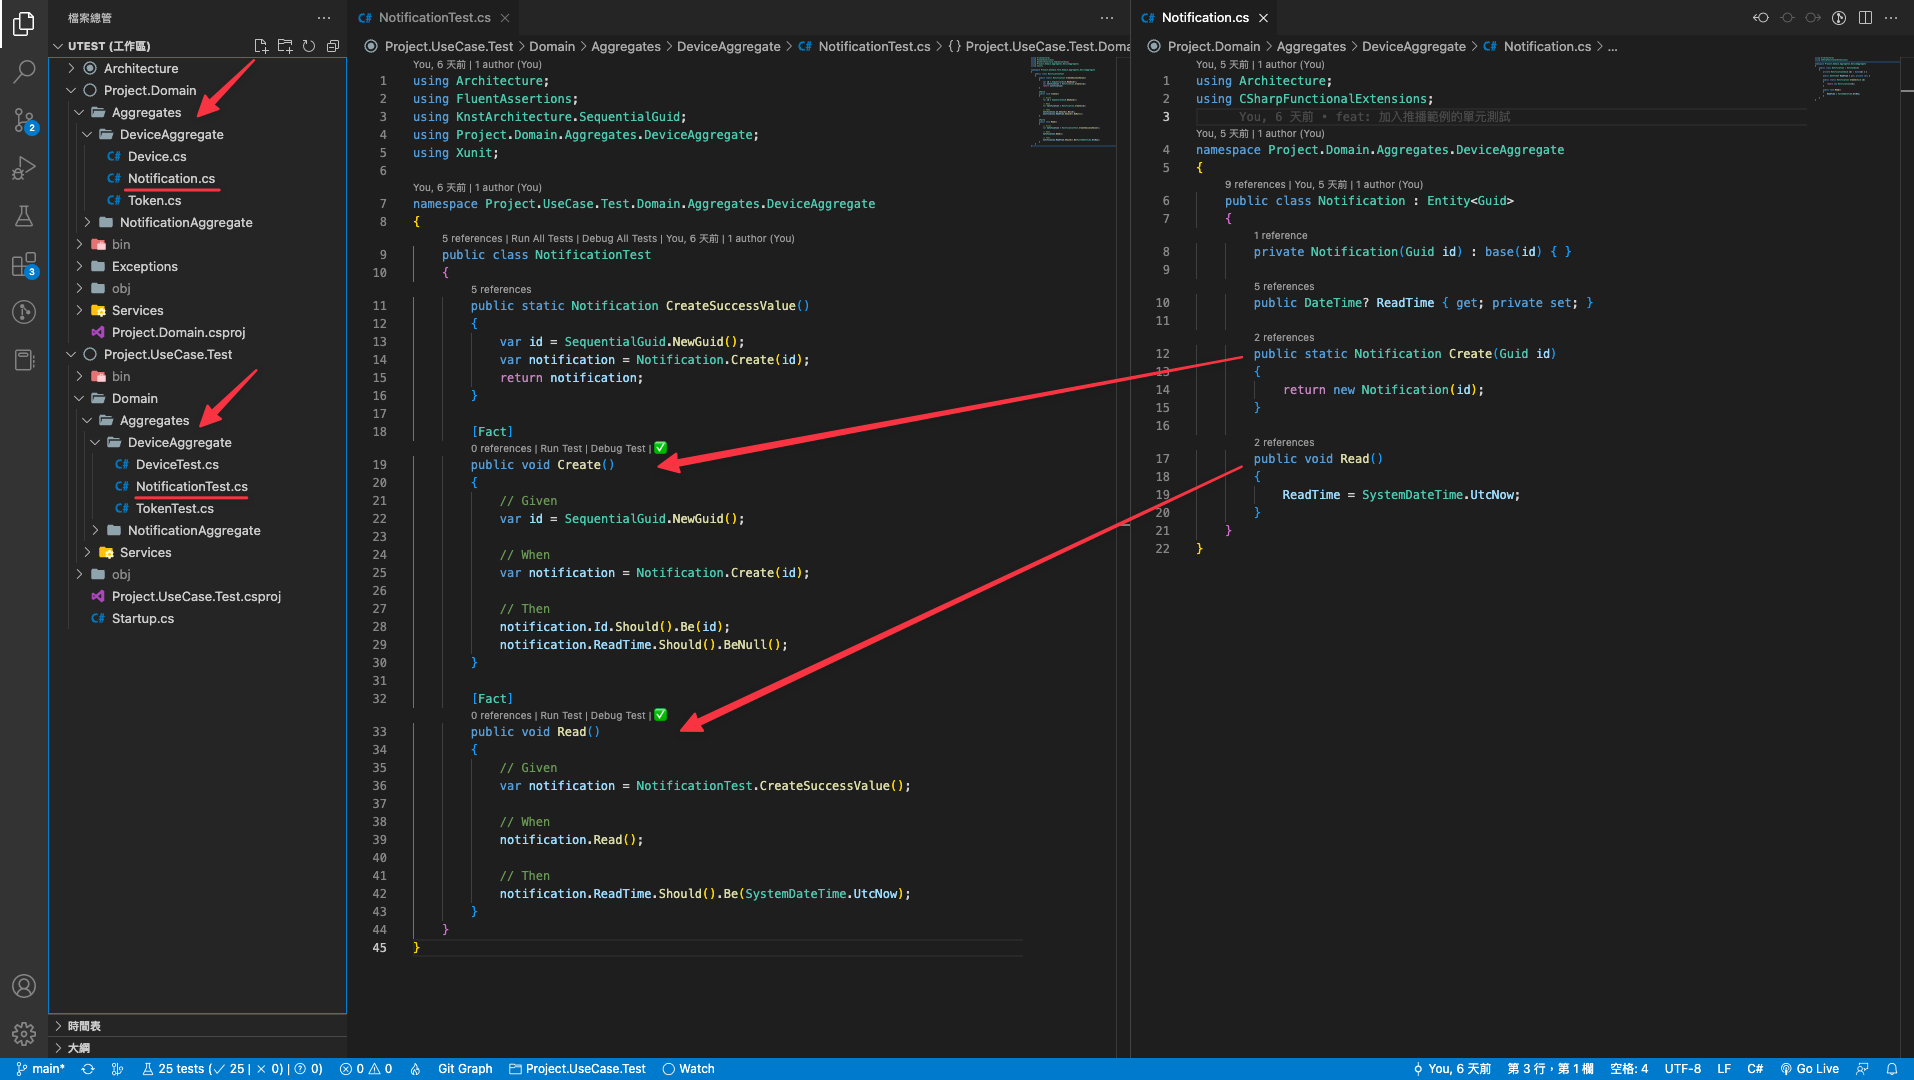 檔案總管
UTEST (工作區)
Architecture
Project.Domain
Aggregates
DeviceAggregate
C# Device.cs
C# Notification.cs
C# Token.cs
NotificationAggregate
bin
Exceptions
obj
Services
Project.Domain.csproj
Project.UseCase.Test
bin
Domain
Aggregates
DeviceAggregate
C# DeviceTest.cs
C# NotificationTest.cs
C# TokenTest.cs
NotificationAggregate
Services
obj
Project.UseCase.Test.csproj
C# Startup.cs
時間表
大綱
2
3
C# NotificationTest.cs
Project.UseCase.Test > Domain > Aggregates > DeviceAggregate > C# NotificationTest.cs > {} Project.UseCase.Test.Doma
You, 6 天前 | 1 author (You)
1 using Architecture;
2 using FluentAssertions;
3 using KnstArchitecture.SequentialGuid;
4 using Project.Domain.Aggregates.DeviceAggregate;
5 using Xunit;
6
You, 6 天前 | 1 author (You)
7 namespace Project.UseCase.Test.Domain.Aggregates.DeviceAggregate
8 {
5 references | Run All Tests | Debug All Tests | You, 6 天前 | 1 author (You)
9 public class NotificationTest
10 {
5 references
11 public static Notification CreateSuccessValue()
12 {
13 var id = SequentialGuid.NewGuid();
14 var notification = Notification.Create(id);
15 return notification;
16 }
17
18 [Fact]
0 references | Run Test | Debug Test | ✅
19 public void Create()
20 {
21 // Given
22 var id = SequentialGuid.NewGuid();
23
24 // When
25 var notification = Notification.Create(id);
26
27 // Then
28 notification.Id.Should().Be(id);
29 notification.ReadTime.Should().BeNull();
30 }
31
32 [Fact]
0 references | Run Test | Debug Test | ✅
33 public void Read()
34 {
35 // Given
36 var notification = NotificationTest.CreateSuccessValue();
37
38 // When
39 notification.Read();
40
41 // Then
42 notification.ReadTime.Should().Be(SystemDateTime.UtcNow);
43 }
44 }
45 }
C# Notification.cs
Project.Domain > Aggregates > DeviceAggregate > C# Notification.cs > ...
You, 5 天前 | 1 author (You)
1 using Architecture;
2 using CSharpFunctionalExtensions;
3 You, 6 天前 • feat: 加入推播範例的單元測試
You, 5 天前 | 1 author (You)
4 namespace Project.Domain.Aggregates.DeviceAggregate
5 {
9 references | You, 5 天前 | 1 author (You)
6 public class Notification : Entity<Guid>
7 {
1 reference
8 private Notification(Guid id) : base(id) { }
9
5 references
10 public DateTime? ReadTime { get; private set; }
11
2 references
12 public static Notification Create(Guid id)
13 {
14 return new Notification(id);
15 }
16
2 references
17 public void Read()
18 {
19 ReadTime = SystemDateTime.UtcNow;
20 }
21 }
22 }
main* 25 tests (✓ 25 | × 0) | 0) 0 0 Git Graph Project.UseCase.Test Watch You, 6 天前 第 3 行，第 1 欄 空格: 4 UTF-8 LF C# Go Live